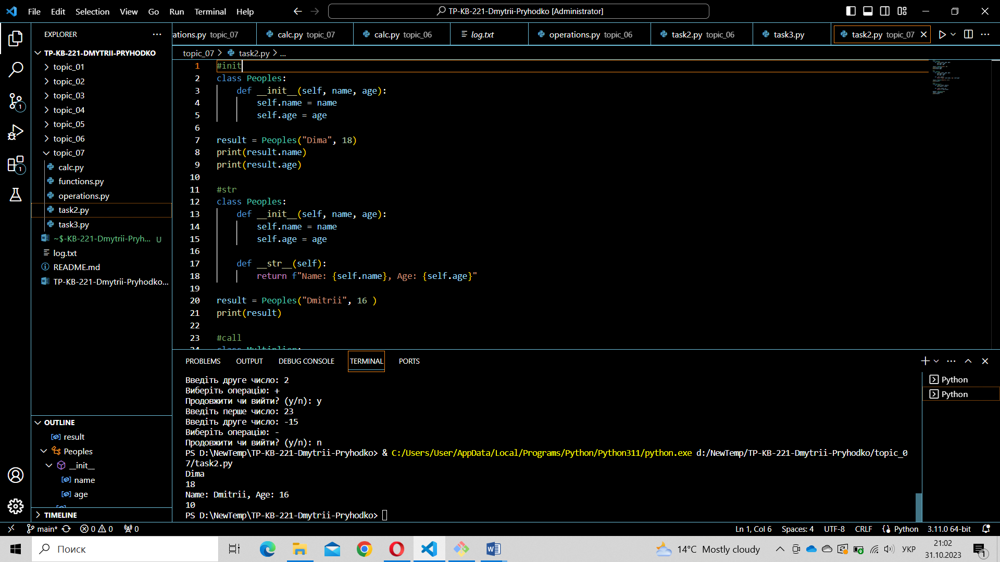 File Edit Selection View Go Run Terminal Help
TP-KB-221-Dmytrii-Pryhodko [Administrator]
EXPLORER
TP-KB-221-DMYTRII-PRYHODKO
topic_01
topic_02
topic_03
topic_04
topic_05
topic_06
topic_07
calc.py
functions.py
operations.py
task2.py
task3.py
~$-KB-221-Dmytrii-Pryh... U
log.txt
README.md
TP-KB-221-Dmytrii-Pryhodko...
OUTLINE
result
Peoples
__init__
name
age
TIMELINE
ations.py topic_07 calc.py topic_07 calc.py topic_06 log.txt operations.py topic_06 task2.py topic_06 task3.py task2.py topic_07
topic_07 > task2.py > ...
1 #init
2 class Peoples:
3 def __init__(self, name, age):
4 self.name = name
5 self.age = age
6
7 result = Peoples("Dima", 18)
8 print(result.name)
9 print(result.age)
10
11 #str
12 class Peoples:
13 def __init__(self, name, age):
14 self.name = name
15 self.age = age
16
17 def __str__(self):
18 return f"Name: {self.name}, Age: {self.age}"
19
20 result = Peoples("Dmitrii", 16 )
21 print(result)
22
23 #call
24 class Multiplier:
PROBLEMS OUTPUT DEBUG CONSOLE TERMINAL PORTS
Введіть друге число: 2
Виберіть операцію: +
Продовжити чи вийти? (y/n): y
Введіть перше число: 23
Введіть друге число: -15
Виберіть операцію: -
Продовжити чи вийти? (y/n): n
PS D:\NewTemp\TP-KB-221-Dmytrii-Pryhodko> & C:/Users/User/AppData/Local/Programs/Python/Python311/python.exe d:/NewTemp/TP-KB-221-Dmytrii-Pryhodko/topic_0
7/task2.py
Dima
18
Name: Dmitrii, Age: 16
10
PS D:\NewTemp\TP-KB-221-Dmytrii-Pryhodko>
Python
Python
main* 0 0 0
Ln 1, Col 6 Spaces: 4 UTF-8 CRLF Python 3.11.0 64-bit
Поиск
14°C Mostly cloudy
УКР
21:02
31.10.2023
1